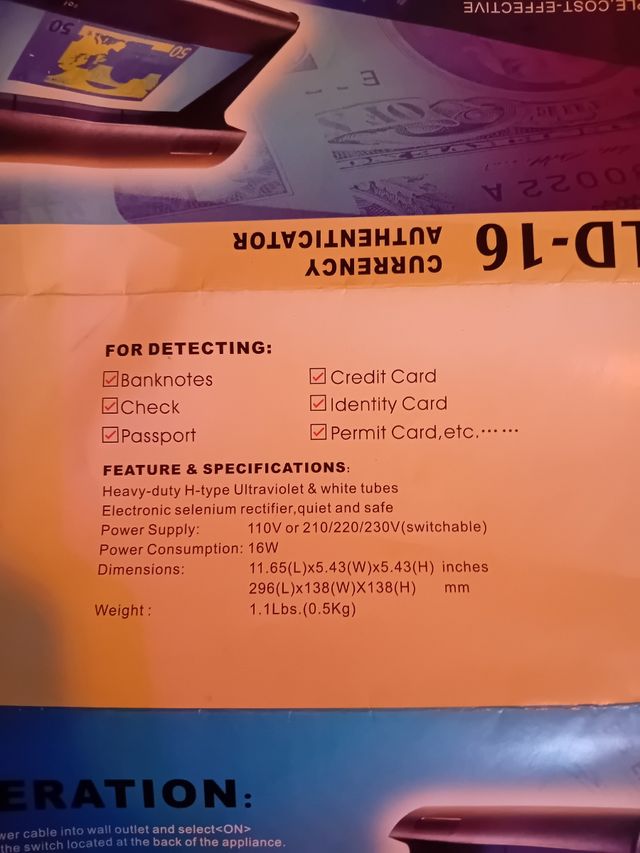 PLE,COST-EFFECTIVE
50
50
E
3022A
LD-16
CURRENCY
AUTHENTICATOR
FOR DETECTING:
Banknotes
Credit Card
Check
Identity Card
Passport
Permit Card,etc.⋯⋯
FEATURE & SPECIFICATIONS:
Heavy-duty H-type Ultraviolet & white tubes
Electronic selenium rectifier,quiet and safe
Power Supply: 110V or 210/220/230V(switchable)
Power Consumption: 16W
Dimensions: 11.65(L)x5.43(W)x5.43(H) inches
296(L)x138(W)X138(H) mm
Weight : 1.1Lbs.(0.5Kg)
ERATION:
wer cable into wall outlet and select<ON>
the switch located at the back of the appliance.